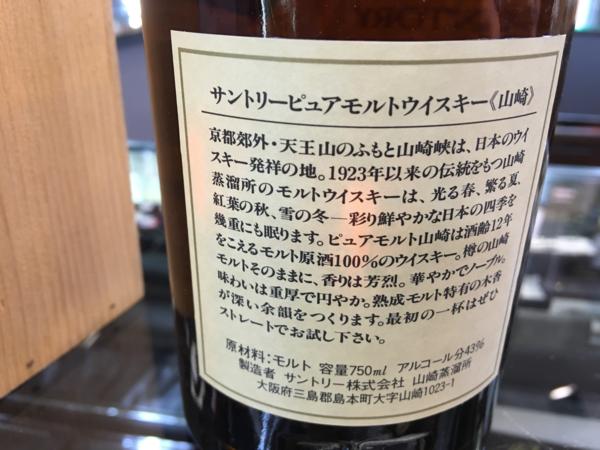 サントリーピュアモルトウイスキー《山崎》
京都郊外・天王山のふもと山崎峡は、日本のウイ
スキー発祥の地。1923年以来の伝統をもつ山崎
蒸溜所のモルトウイスキーは、光る春、繁る夏、
紅葉の秋、雪の冬─彩り鮮やかな日本の四季を
幾重にも眠ります。ピュアモルト山崎は酒齢12年
をこえるモルト原酒100%のウイスキー。樽の山崎
モルトそのままに、香りは芳烈。華やかでノーブル。
味わいは重厚で円やか。熟成モルト特有の木香
が深い余韻をつくります。最初の一杯はぜひ
ストレートでお試し下さい。
原材料:モルト 容量750ml アルコール分43%
製造者 サントリー株式会社 山崎蒸溜所
大阪府三島郡島本町大字山崎1023-1